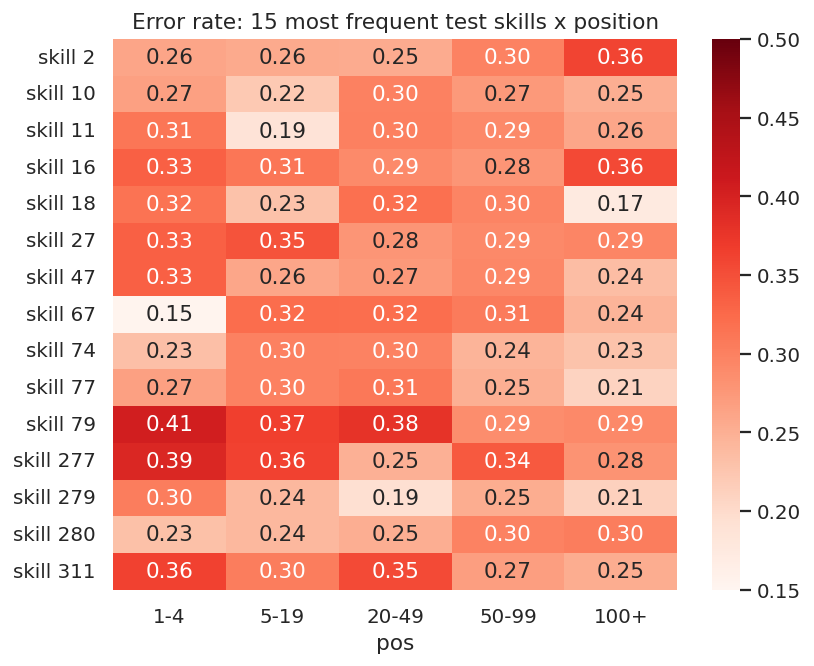 Error rate: 15 most frequent test skills x position
skill 2 0.26 0.26 0.25 0.30 0.36
skill 10 0.27 0.22 0.30 0.27 0.25
skill 11 0.31 0.19 0.30 0.29 0.26
skill 16 0.33 0.31 0.29 0.28 0.36
skill 18 0.32 0.23 0.32 0.30 0.17
skill 27 0.33 0.35 0.28 0.29 0.29
skill 47 0.33 0.26 0.27 0.29 0.24
skill 67 0.15 0.32 0.32 0.31 0.24
skill 74 0.23 0.30 0.30 0.24 0.23
skill 77 0.27 0.30 0.31 0.25 0.21
skill 79 0.41 0.37 0.38 0.29 0.29
skill 277 0.39 0.36 0.25 0.34 0.28
skill 279 0.30 0.24 0.19 0.25 0.21
skill 280 0.23 0.24 0.25 0.30 0.30
skill 311 0.36 0.30 0.35 0.27 0.25
1-4 5-19 20-49 50-99 100+
pos
0.50
0.45
0.40
0.35
0.30
0.25
0.20
0.15